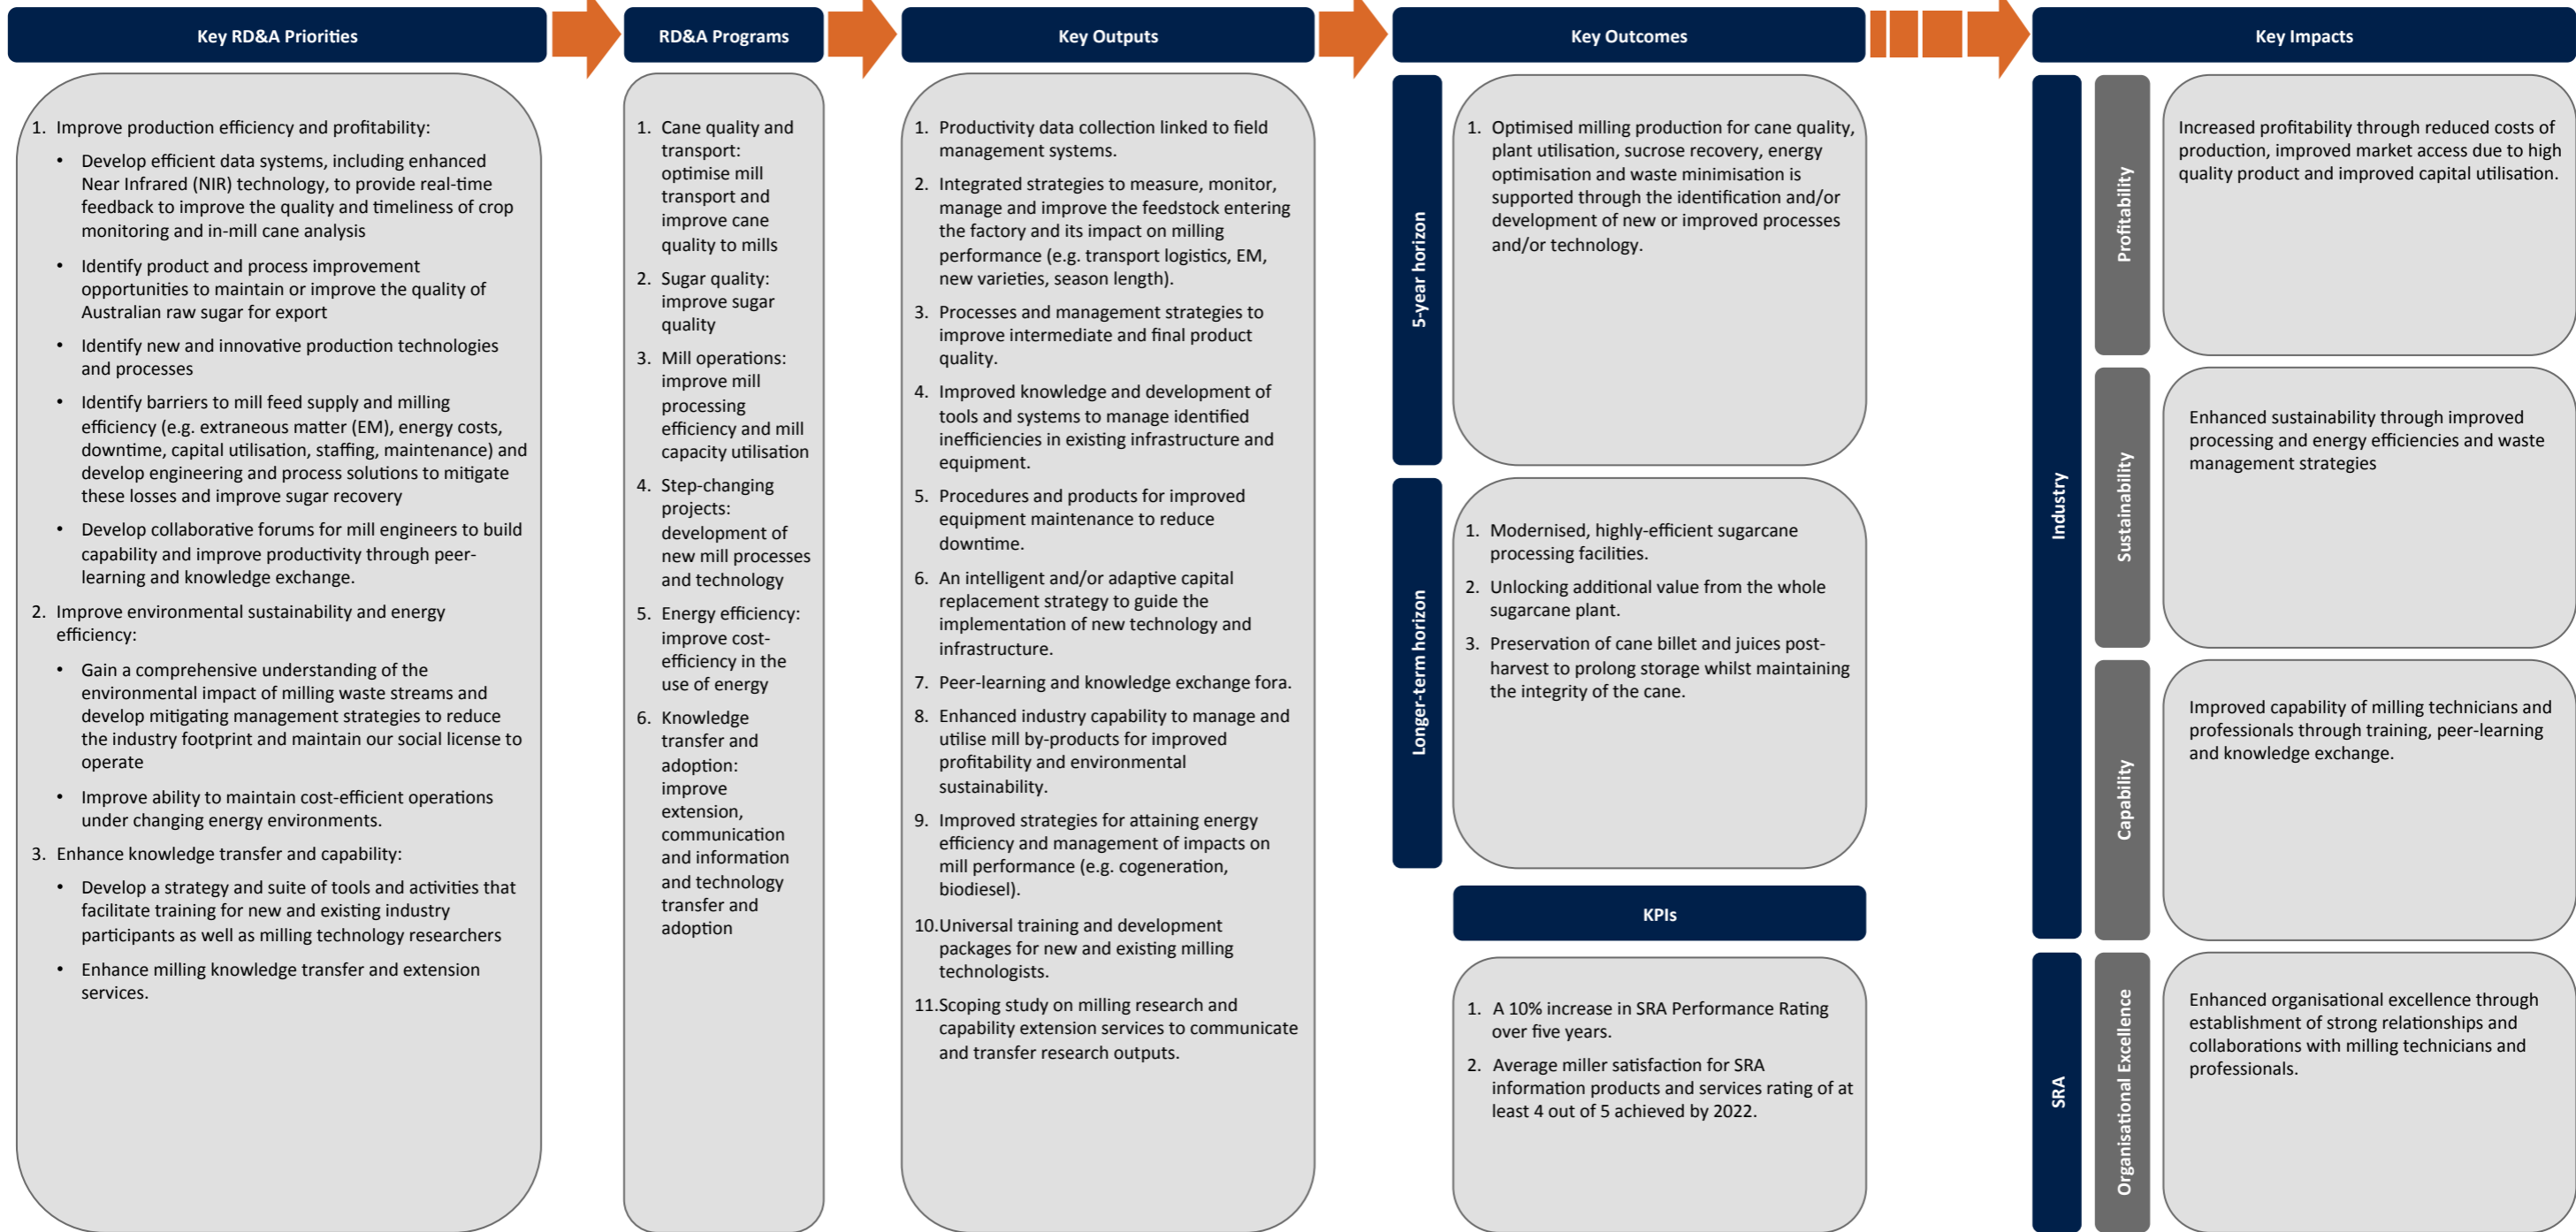 Key RD&A Priorities
1. Improve production efficiency and profitability:
• Develop efficient data systems, including enhanced
Near Infrared (NIR) technology, to provide real-time
feedback to improve the quality and timeliness of crop
monitoring and in-mill cane analysis
• Identify product and process improvement
opportunities to maintain or improve the quality of
Australian raw sugar for export
• Identify new and innovative production technologies
and processes
• Identify barriers to mill feed supply and milling
efficiency (e.g. extraneous matter (EM), energy costs,
downtime, capital utilisation, staffing, maintenance) and
develop engineering and process solutions to mitigate
these losses and improve sugar recovery
• Develop collaborative forums for mill engineers to build
capability and improve productivity through peer-
learning and knowledge exchange.
2. Improve environmental sustainability and energy
efficiency:
• Gain a comprehensive understanding of the
environmental impact of milling waste streams and
develop mitigating management strategies to reduce
the industry footprint and maintain our social license to
operate
• Improve ability to maintain cost-efficient operations
under changing energy environments.
3. Enhance knowledge transfer and capability:
• Develop a strategy and suite of tools and activities that
facilitate training for new and existing industry
participants as well as milling technology researchers
• Enhance milling knowledge transfer and extension
services.
RD&A Programs
1. Cane quality and
transport:
optimise mill
transport and
improve cane
quality to mills
2. Sugar quality:
improve sugar
quality
3. Mill operations:
improve mill
processing
efficiency and mill
capacity utilisation
4. Step-changing
projects:
development of
new mill processes
and technology
5. Energy efficiency:
improve cost-
efficiency in the
use of energy
6. Knowledge
transfer and
adoption:
improve
extension,
communication
and information
and technology
transfer and
adoption
Key Outputs
1. Productivity data collection linked to field
management systems.
2. Integrated strategies to measure, monitor,
manage and improve the feedstock entering
the factory and its impact on milling
performance (e.g. transport logistics, EM,
new varieties, season length).
3. Processes and management strategies to
improve intermediate and final product
quality.
4. Improved knowledge and development of
tools and systems to manage identified
inefficiencies in existing infrastructure and
equipment.
5. Procedures and products for improved
equipment maintenance to reduce
downtime.
6. An intelligent and/or adaptive capital
replacement strategy to guide the
implementation of new technology and
infrastructure.
7. Peer-learning and knowledge exchange fora.
8. Enhanced industry capability to manage and
utilise mill by-products for improved
profitability and environmental
sustainability.
9. Improved strategies for attaining energy
efficiency and management of impacts on
mill performance (e.g. cogeneration,
biodiesel).
10.Universal training and development
packages for new and existing milling
technologists.
11.Scoping study on milling research and
capability extension services to communicate
and transfer research outputs.
Key Outcomes
5-year horizon
1. Optimised milling production for cane quality,
plant utilisation, sucrose recovery, energy
optimisation and waste minimisation is
supported through the identification and/or
development of new or improved processes
and/or technology.
Longer-term horizon
1. Modernised, highly-efficient sugarcane
processing facilities.
2. Unlocking additional value from the whole
sugarcane plant.
3. Preservation of cane billet and juices post-
harvest to prolong storage whilst maintaining
the integrity of the cane.
KPIs
1. A 10% increase in SRA Performance Rating
over five years.
2. Average miller satisfaction for SRA
information products and services rating of at
least 4 out of 5 achieved by 2022.
Key Impacts
Industry
Profitability
Increased profitability through reduced costs of
production, improved market access due to high
quality product and improved capital utilisation.
Sustainability
Enhanced sustainability through improved
processing and energy efficiencies and waste
management strategies
Capability
Improved capability of milling technicians and
professionals through training, peer-learning
and knowledge exchange.
SRA
Organisational Excellence
Enhanced organisational excellence through
establishment of strong relationships and
collaborations with milling technicians and
professionals.